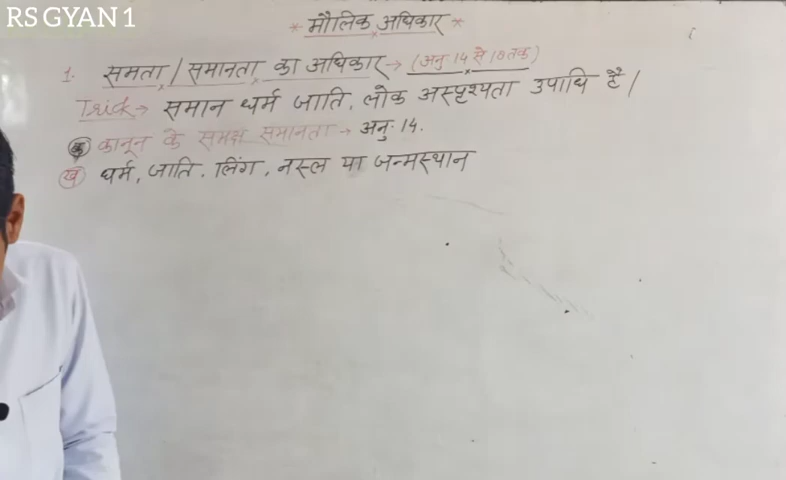 RS GYAN 1
* मौलिक अधिकार *
1. समता / समानता का अधिकार → (अनु 14 से 18 तक)
Trick → समान धर्म जाति, लोक अस्पृश्यता उपाधि है /
(क) कानून के समक्ष समानता → अनु. 14.
(ख) धर्म, जाति, लिंग, नस्ल या जन्मस्थान